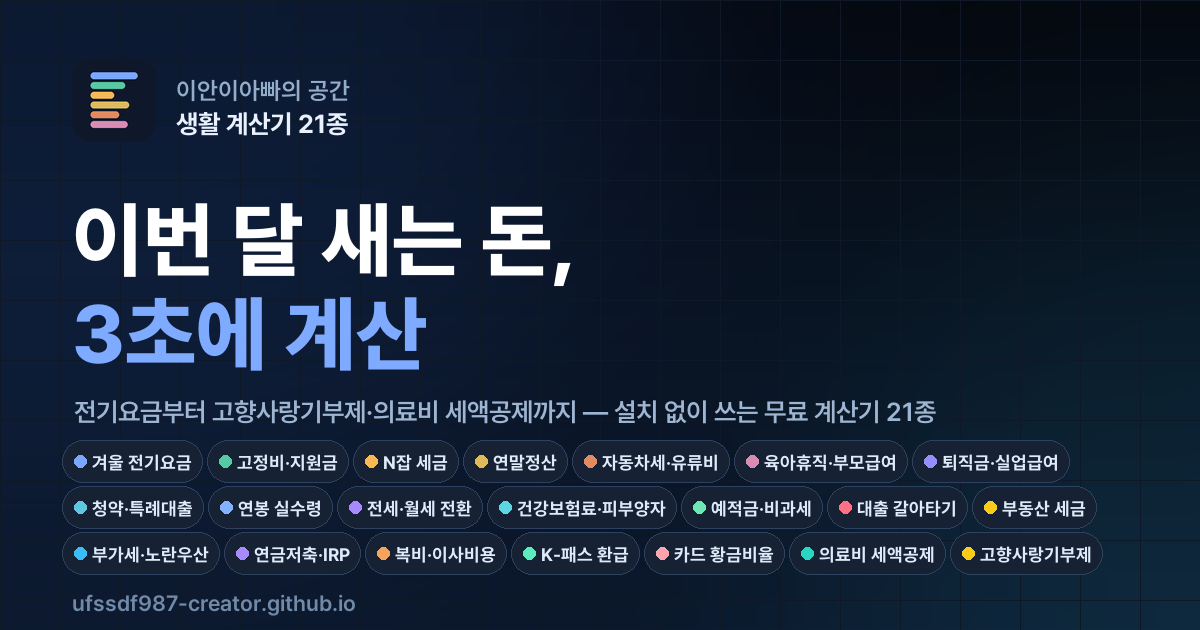 이안이아빠의 공간
생활 계산기 21종
이번 달 새는 돈,
3초에 계산
전기요금부터 고향사랑기부제·의료비 세액공제까지 — 설치 없이 쓰는 무료 계산기 21종
겨울 전기요금 고정비·지원금 N잡 세금 연말정산 자동차세·유류비 육아휴직·부모급여 퇴직금·실업급여
청약·특례대출 연봉 실수령 전세·월세 전환 건강보험료·피부양자 예적금·비과세 대출 갈아타기 부동산 세금
부가세·노란우산 연금저축·IRP 복비·이사비용 K-패스 환급 카드 황금비율 의료비 세액공제 고향사랑기부제
ufssdf987-creator.github.io